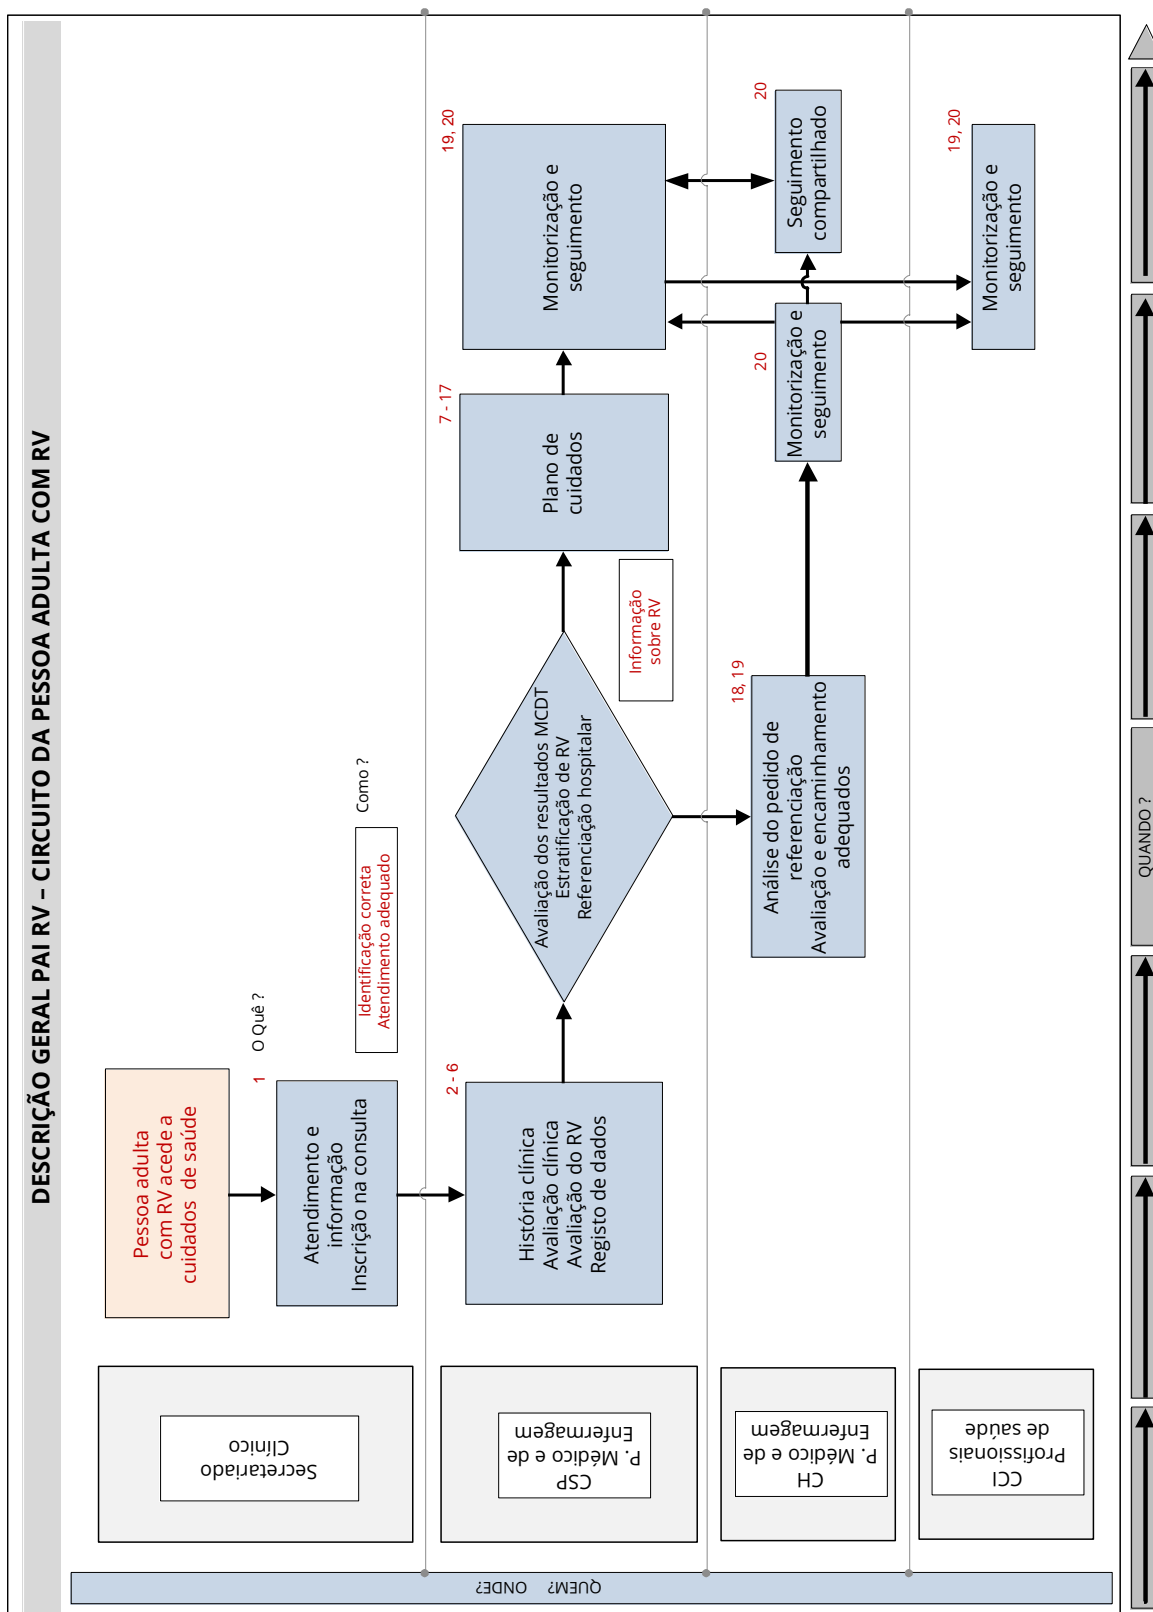 DESCRIÇÃO GERAL PAI RV – CIRCUITO DA PESSOA ADULTA COM RV
QUEM? ONDE?
Secretariado
Clínico
Pessoa adulta
com RV acede a
cuidados de saúde
1
O Quê ?
Atendimento e
informação
Inscrição na consulta
Como ?
Identificação correta
Atendimento adequado
CSP
P. Médico e de
Enfermagem
2 - 6
História clínica
Avaliação clínica
Avaliação do RV
Registo de dados
Avaliação dos resultados MCDT
Estratificação de RV
Referenciação hospitalar
Informação
sobre RV
7 - 17
Plano de
cuidados
19, 20
Monitorização e
seguimento
CH
P. Médico e de
Enfermagem
18, 19
Análise do pedido de
referenciação
Avaliação e encaminhamento
adequados
20
Monitorização e
seguimento
20
Seguimento
compartilhado
CCI
Profissionais
de saúde
19, 20
Monitorização e
seguimento
QUANDO ?